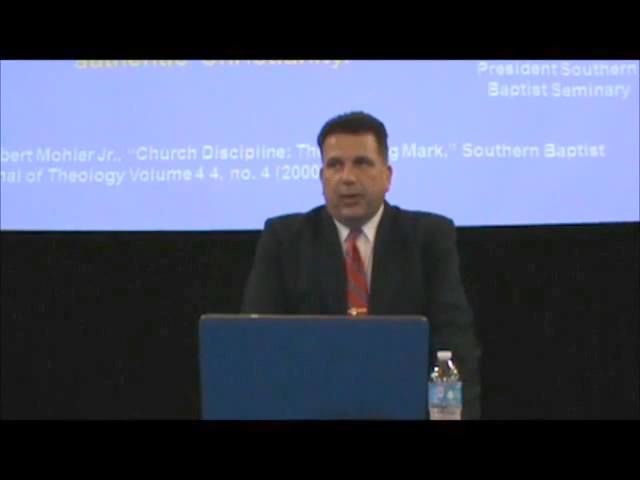 authentic Christianity.
President Southern
Baptist Seminary
bert Mohler Jr., “Church Discipline: The ng Mark,” Southern Baptist
nal of Theology Volume 4 4, no. 4 (2000